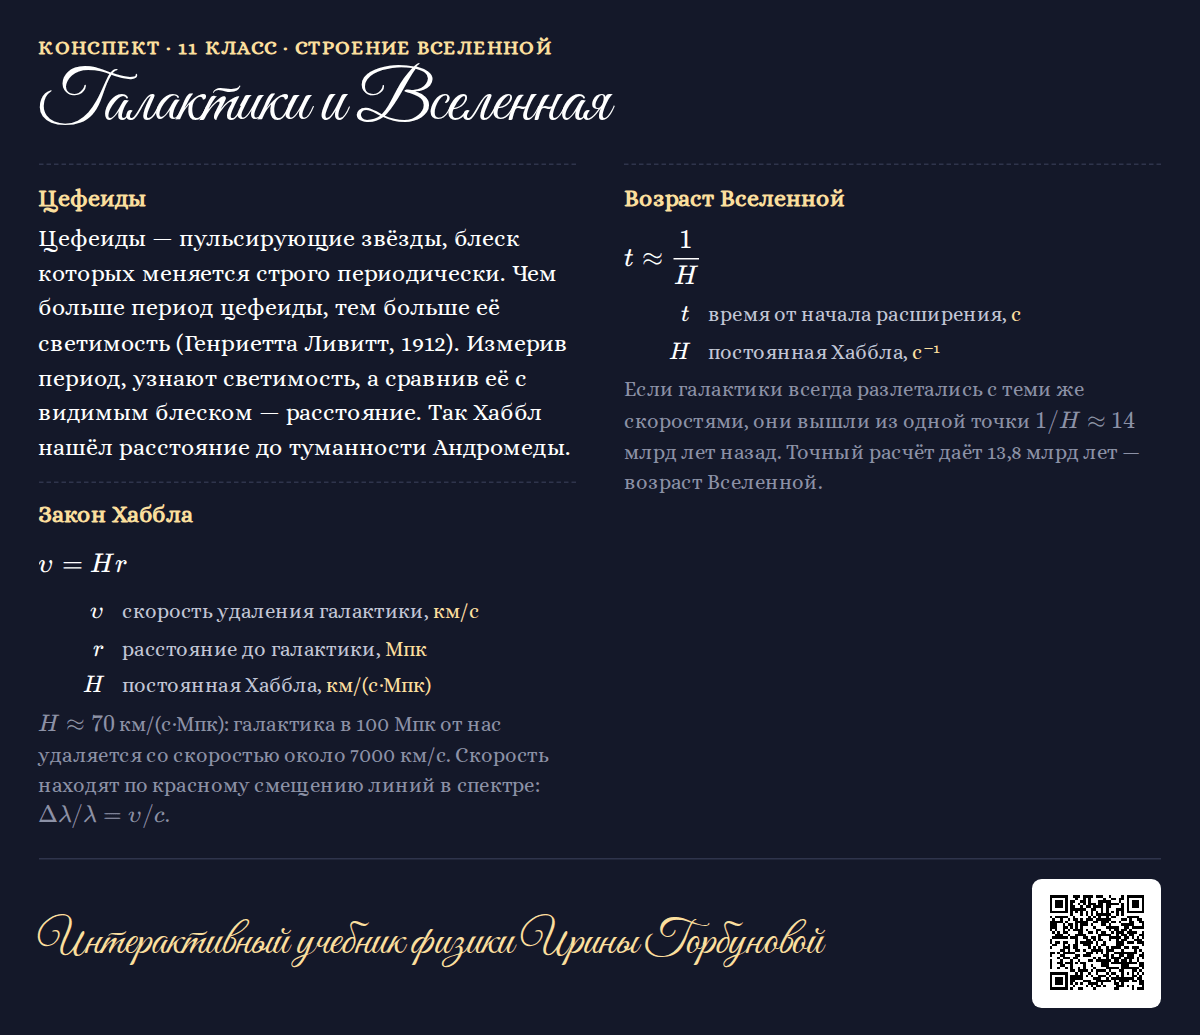 КОНСПЕКТ · 11 КЛАСС · СТРОЕНИЕ ВСЕЛЕННОЙ
Галактики и Вселенная
Цефеиды
Цефеиды — пульсирующие звёзды, блеск
которых меняется строго периодически. Чем
больше период цефеиды, тем больше её
светимость (Генриетта Ливитт, 1912). Измерив
период, узнают светимость, а сравнив её с
видимым блеском — расстояние. Так Хаббл
нашёл расстояние до туманности Андромеды.
Закон Хаббла
v = Hr
v скорость удаления галактики, км/с
r расстояние до галактики, Мпк
H постоянная Хаббла, км/(с·Мпк)
H ≈ 70 км/(с·Мпк): галактика в 100 Мпк от нас
удаляется со скоростью около 7000 км/с. Скорость
находят по красному смещению линий в спектре:
Δλ/λ = v/c.
Возраст Вселенной
t ≈ 1/H
t время от начала расширения, с
H постоянная Хаббла, с⁻¹
Если галактики всегда разлетались с теми же
скоростями, они вышли из одной точки 1/H ≈ 14
млрд лет назад. Точный расчёт даёт 13,8 млрд лет —
возраст Вселенной.
Интерактивный учебник физики Ирины Горбуновой